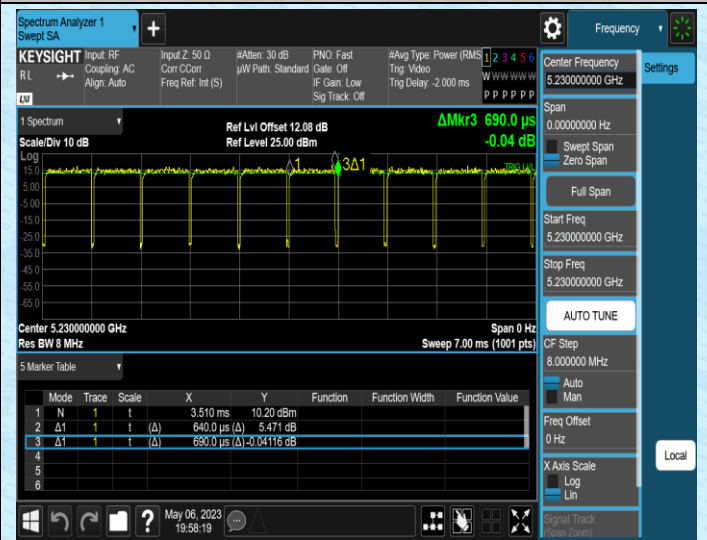 Spectrum Analyzer 1
Swept SA
Frequency
KEYSIGHT
RL
LXI
Input: RF
Coupling: AC
Align: Auto
Input Z: 50 Ω
Corr CCorr
Freq Ref: Int (S)
#Atten: 30 dB
µW Path: Standard
PNO: Fast
Gate: Off
IF Gain: Low
Sig Track: Off
#Avg Type: Power (RMS
Trig: Video
Trig Delay: -2.000 ms
1 2 3 4 5 6
W W W W W W
P P P P P P
1 Spectrum
Scale/Div 10 dB
Ref Lvl Offset 12.08 dB
Ref Level 25.00 dBm
ΔMkr3 690.0 µs
-0.04 dB
Log
15.0
5.00
-5.00
-15.0
-25.0
-35.0
-45.0
-55.0
-65.0
1
3Δ1
Center 5.230000000 GHz
Res BW 8 MHz
Span 0 Hz
Sweep 7.00 ms (1001 pts)
5 Marker Table
Mode Trace Scale X Y Function Function Width Function Value
1 N 1 t 3.510 ms 10.20 dBm
2 Δ1 1 t (Δ) 640.0 µs (Δ) 5.471 dB
3 Δ1 1 t (Δ) 690.0 µs (Δ) -0.04116 dB
4
5
6
May 06, 2023
19:58:19
Center Frequency
5.230000000 GHz
Settings
Span
0.00000000 Hz
Swept Span
Zero Span
Full Span
Start Freq
5.230000000 GHz
Stop Freq
5.230000000 GHz
AUTO TUNE
CF Step
8.000000 MHz
Auto
Man
Freq Offset
0 Hz
X Axis Scale
Log
Lin
Signal Track
(Span Zoom)
Local